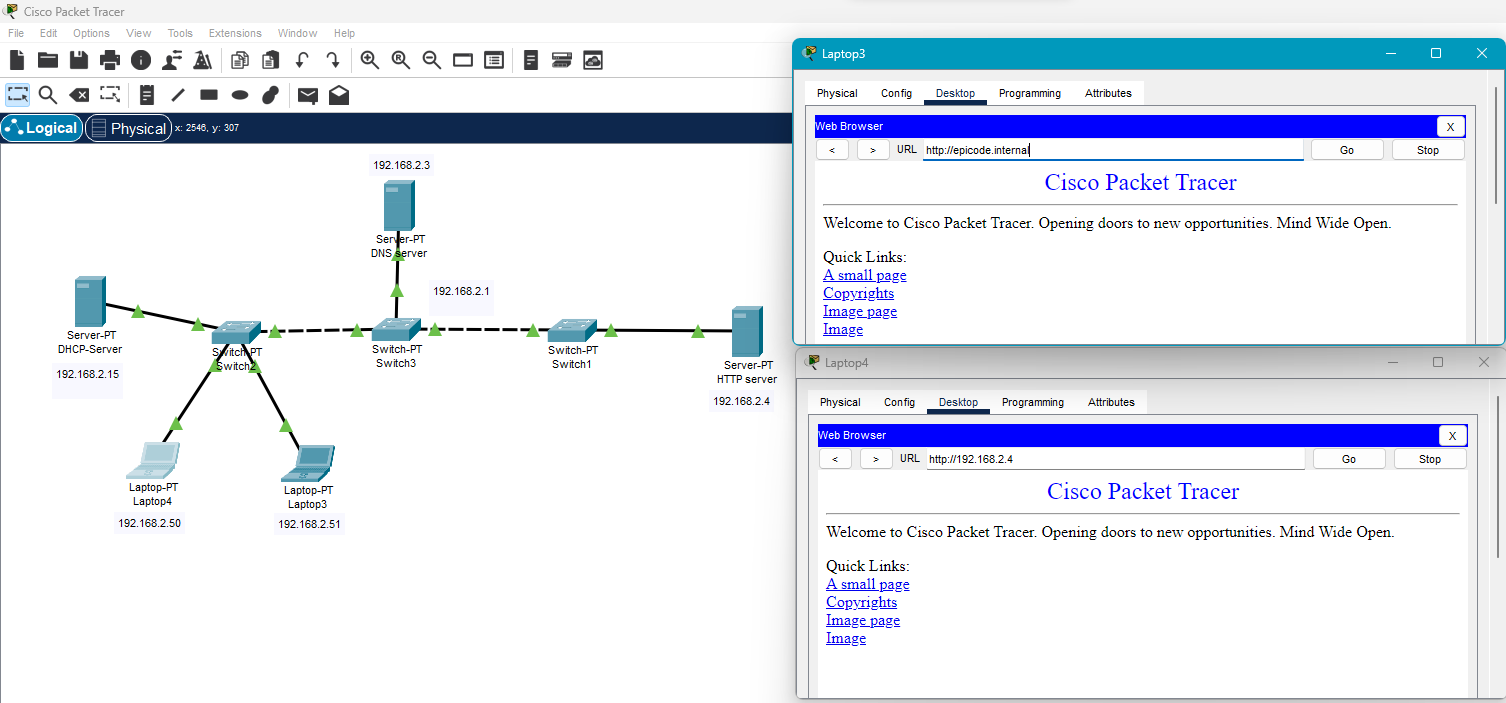 Cisco Packet Tracer
File Edit Options View Tools Extensions Window Help
Logical Physical x: 2546, y: 307
192.168.2.3
Server-PT
DNS server
192.168.2.1
Server-PT
DHCP-Server
192.168.2.15
Switch-PT
Switch2
Switch-PT
Switch3
Switch-PT
Switch1
Server-PT
HTTP server
192.168.2.4
Laptop-PT
Laptop4
192.168.2.50
Laptop-PT
Laptop3
192.168.2.51
Laptop3
Physical Config Desktop Programming Attributes
Web Browser X
< > URL http://epicode.internal Go Stop
Cisco Packet Tracer
Welcome to Cisco Packet Tracer. Opening doors to new opportunities. Mind Wide Open.
Quick Links:
A small page
Copyrights
Image page
Image
Laptop4
Physical Config Desktop Programming Attributes
Web Browser X
< > URL http://192.168.2.4 Go Stop
Cisco Packet Tracer
Welcome to Cisco Packet Tracer. Opening doors to new opportunities. Mind Wide Open.
Quick Links:
A small page
Copyrights
Image page
Image